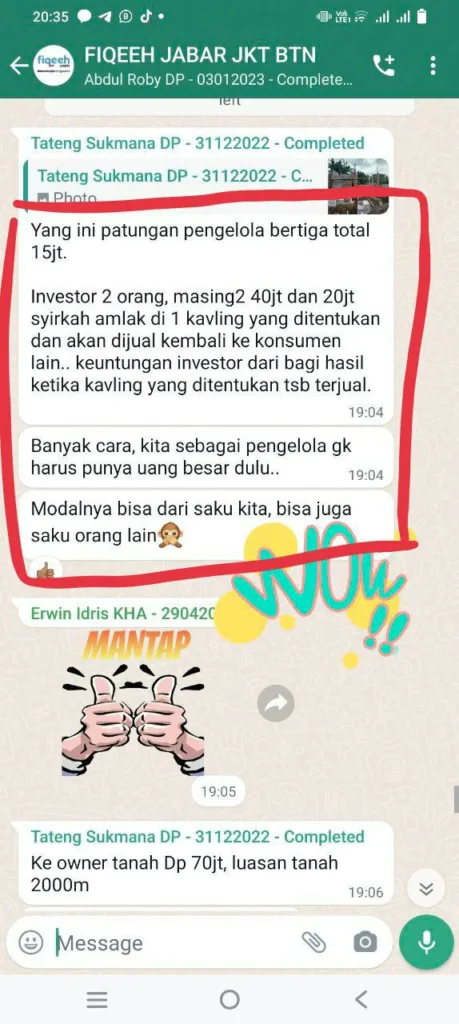 20:35
Vo)
LTE1
fiqeeh
.com
FIQEEH JABAR JKT BTN
Abdul Roby DP - 03012023 - Complete...
left
Tateng Sukmana DP - 31122022 - Completed
Tateng Sukmana DP - 31122022 - C...
Photo
Yang ini patungan pengelola bertiga total
15jt.
Investor 2 orang, masing2 40jt dan 20jt
syirkah amlak di 1 kavling yang ditentukan
dan akan dijual kembali ke konsumen
lain.. keuntungan investor dari bagi hasil
ketika kavling yang ditentukan tsb terjual.
19:04
Banyak cara, kita sebagai pengelola gk
harus punya uang besar dulu..
19:04
Modalnya bisa dari saku kita, bisa juga
saku orang lain🙊
WOW!!
Erwin Idris KHA - 290420
MANTAP
19:05
Tateng Sukmana DP - 31122022 - Completed
Ke owner tanah Dp 70jt, luasan tanah
2000m
19:06
Message